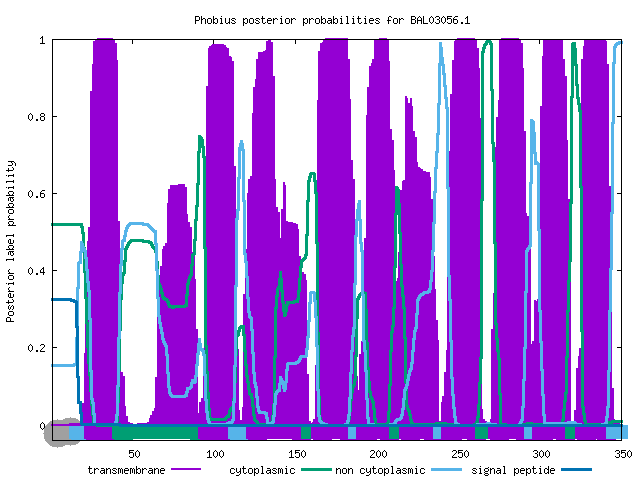 Phobius posterior probabilities for BAL03056.1
Posterior label probability
1
0.8
0.6
0.4
0.2
0
50
100
150
200
250
300
350
transmembrane
cytoplasmic
non cytoplasmic
signal peptide